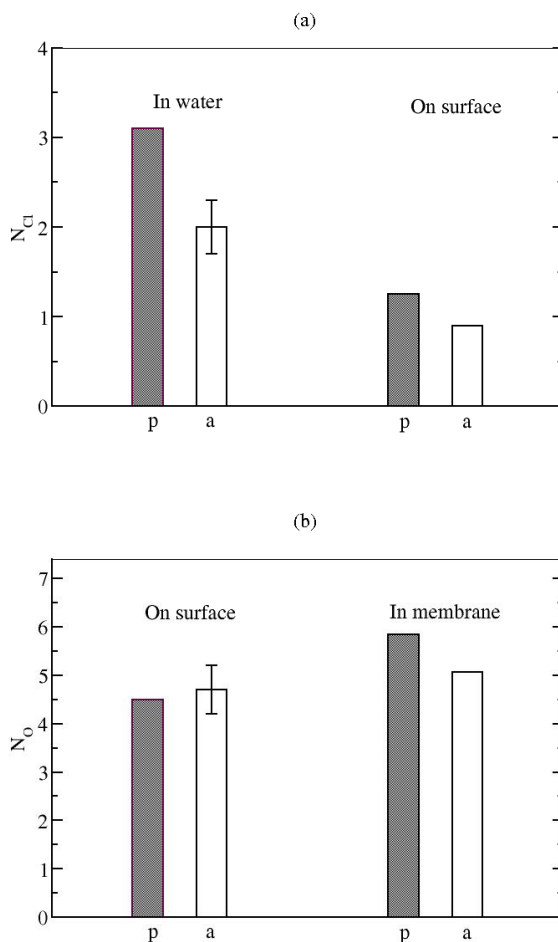 (a)
4
In water
On surface
3
N_Cl
2
1
0
p a p a
(b)
7
On surface
In membrane
6
5
N_O
4
3
2
1
0
p a p a